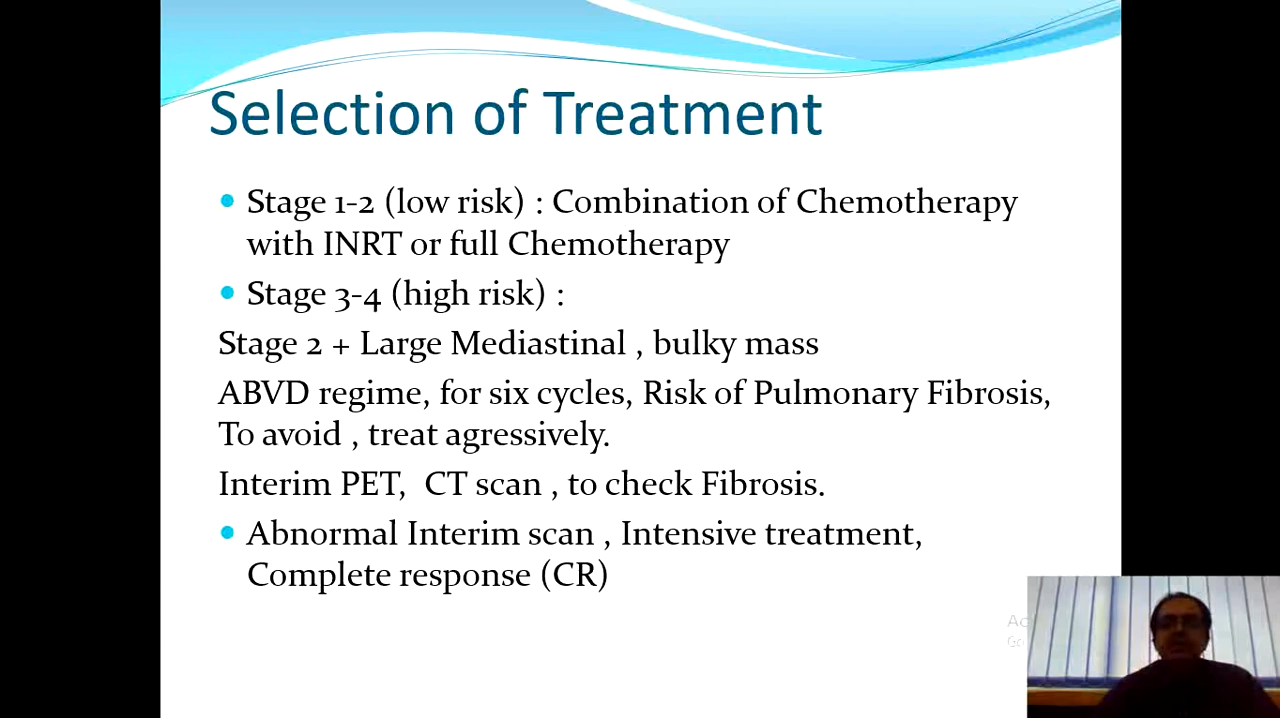 Selection of Treatment
Stage 1-2 (low risk) : Combination of Chemotherapy
with INRT or full Chemotherapy
Stage 3-4 (high risk) :
Stage 2 + Large Mediastinal , bulky mass
ABVD regime, for six cycles, Risk of Pulmonary Fibrosis,
To avoid , treat agressively.
Interim PET,  CT scan , to check Fibrosis.
Abnormal Interim scan , Intensive treatment,
Complete response (CR)